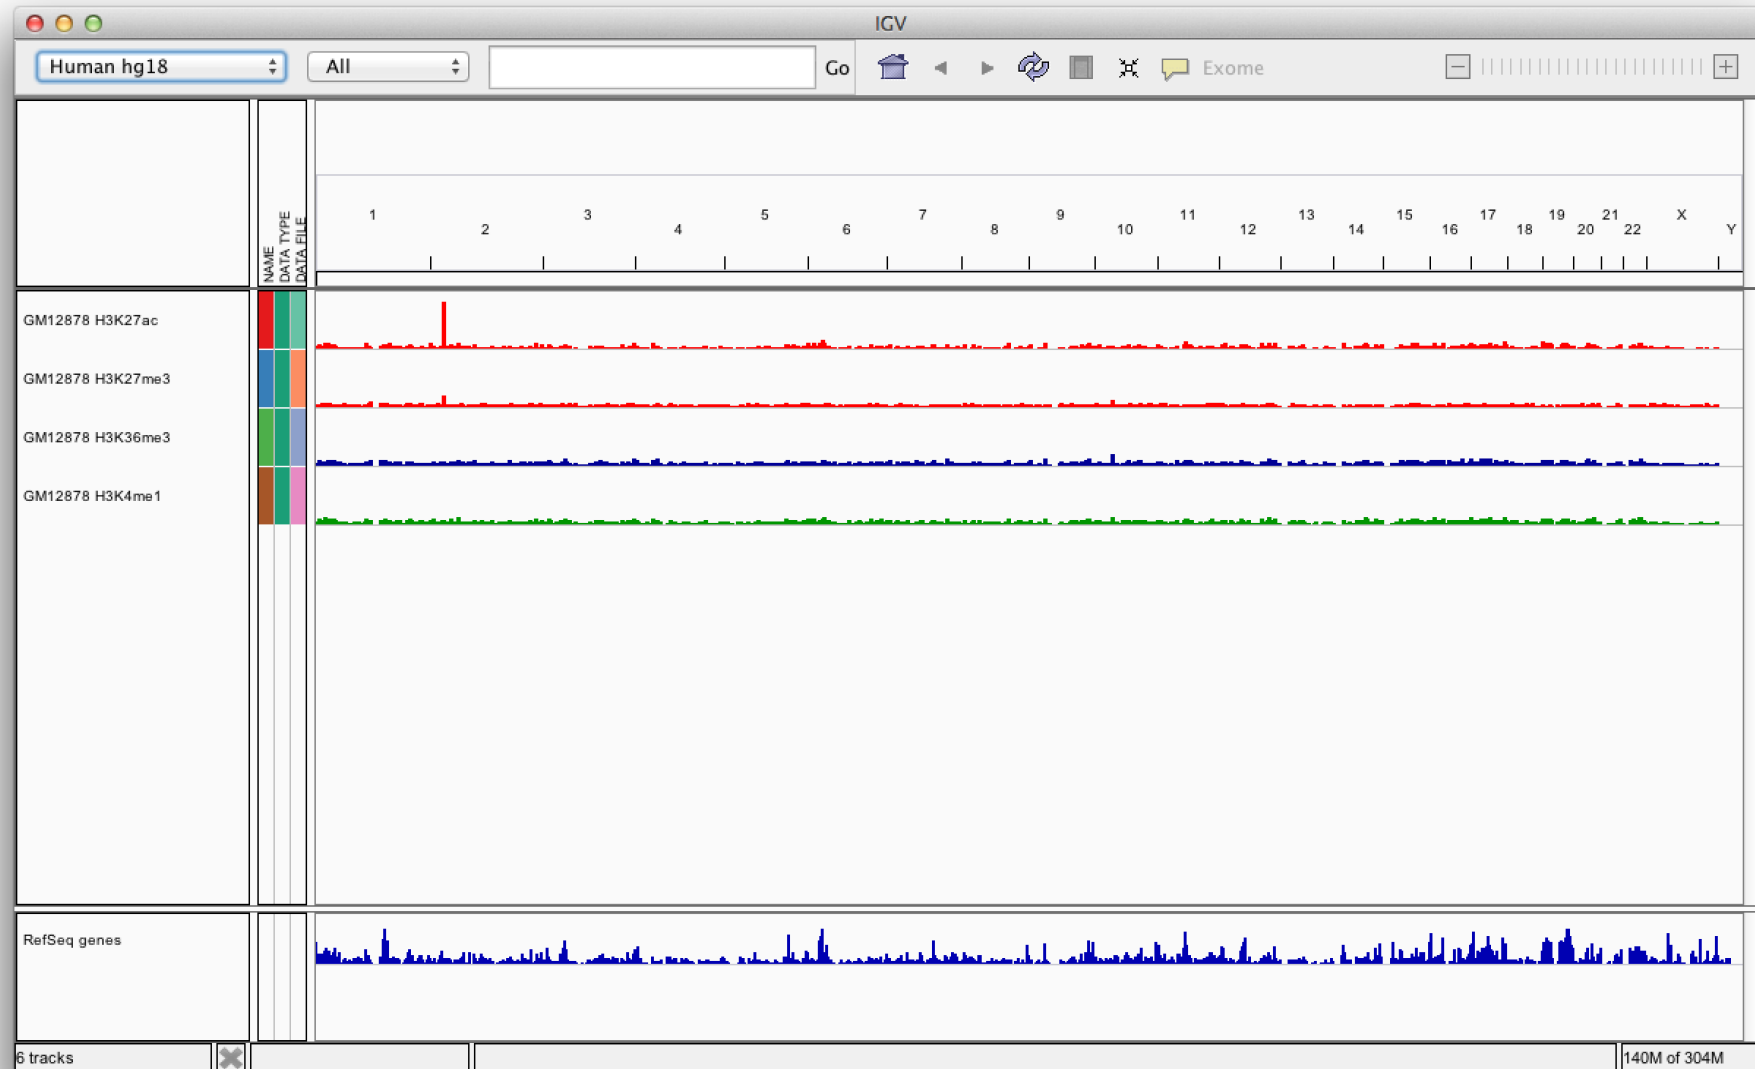 IGV
Human hg18 All Go Exome
NAME
DATA TYPE
DATA FILE
1 3 5 7 9 11 13 15 17 19 21 X
2 4 6 8 10 12 14 16 18 20 22 Y
GM12878 H3K27ac
GM12878 H3K27me3
GM12878 H3K36me3
GM12878 H3K4me1
RefSeq genes
6 tracks 140M of 304M